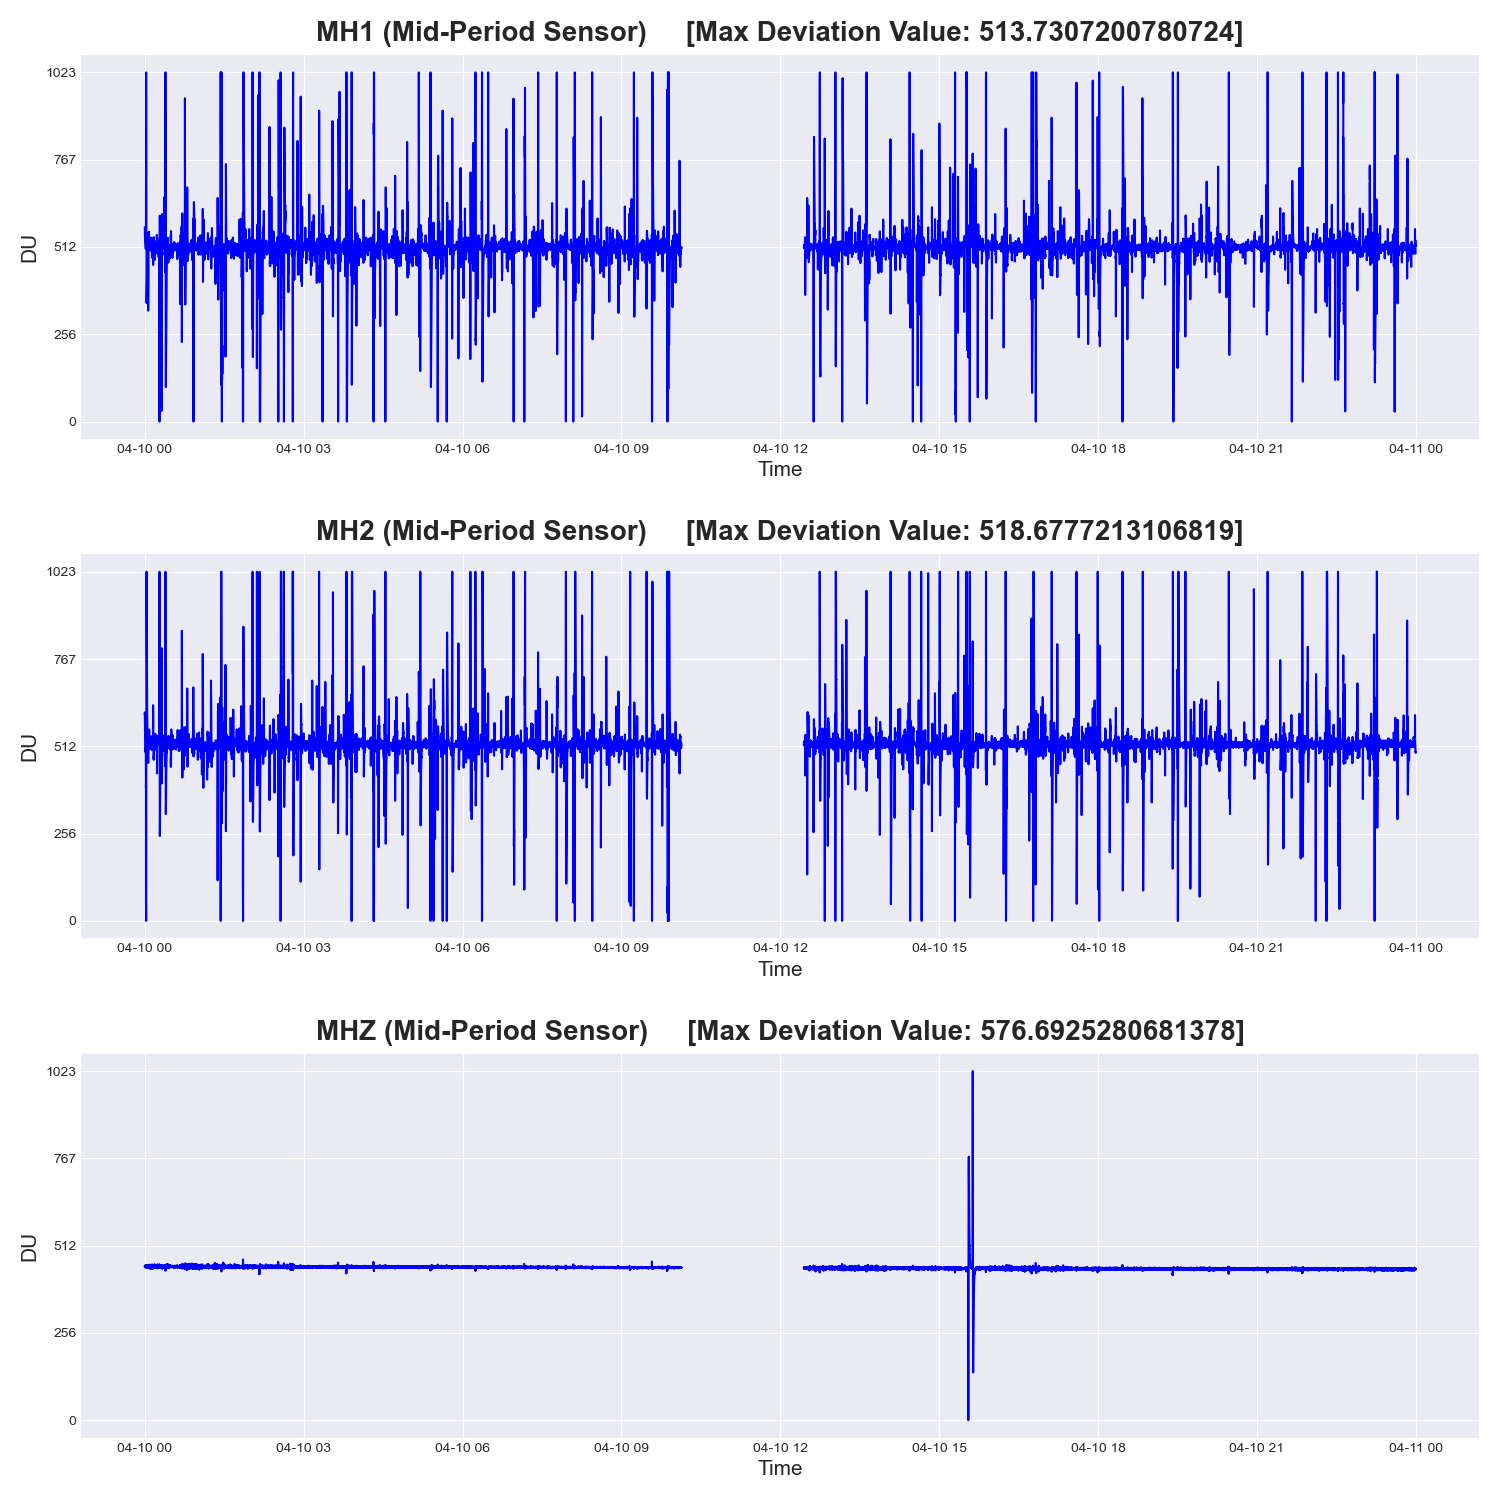 MH1 (Mid-Period Sensor) [Max Deviation Value: 513.7307200780724]
1023
767
DU
512
256
0
04-10 00 04-10 03 04-10 06 04-10 09 04-10 12 04-10 15 04-10 18 04-10 21 04-11 00
Time
MH2 (Mid-Period Sensor) [Max Deviation Value: 518.6777213106819]
1023
767
DU
512
256
0
04-10 00 04-10 03 04-10 06 04-10 09 04-10 12 04-10 15 04-10 18 04-10 21 04-11 00
Time
MHZ (Mid-Period Sensor) [Max Deviation Value: 576.6925280681378]
1023
767
DU
512
256
0
04-10 00 04-10 03 04-10 06 04-10 09 04-10 12 04-10 15 04-10 18 04-10 21 04-11 00
Time